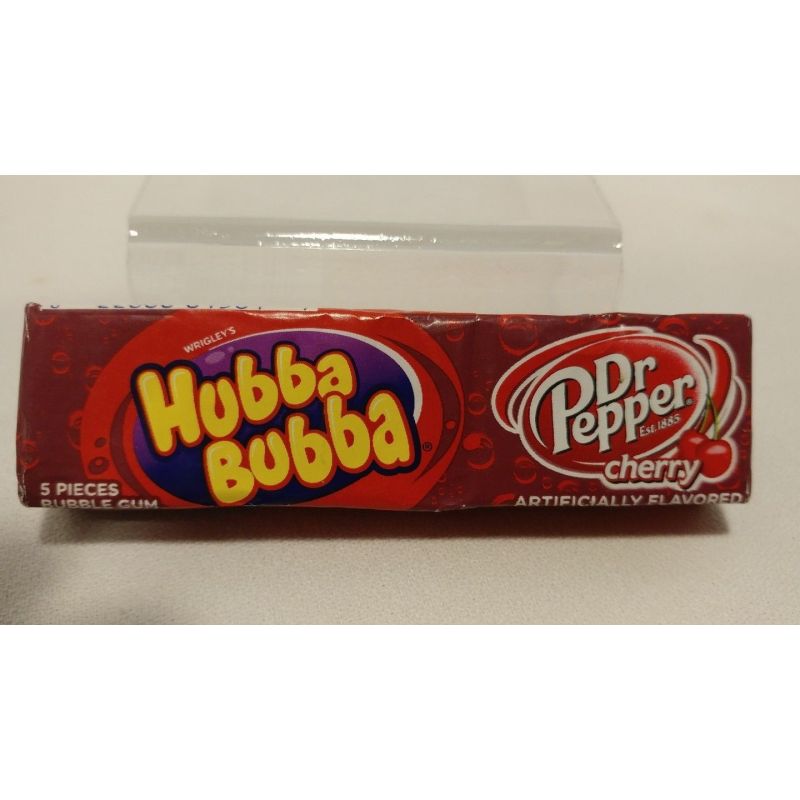 WRIGLEY'S
Hubba
Bubba®
5 PIECES
BUBBLE GUM
Dr
Pepper®
EST. 1885
cherry
ARTIFICIALLY FLAVORED